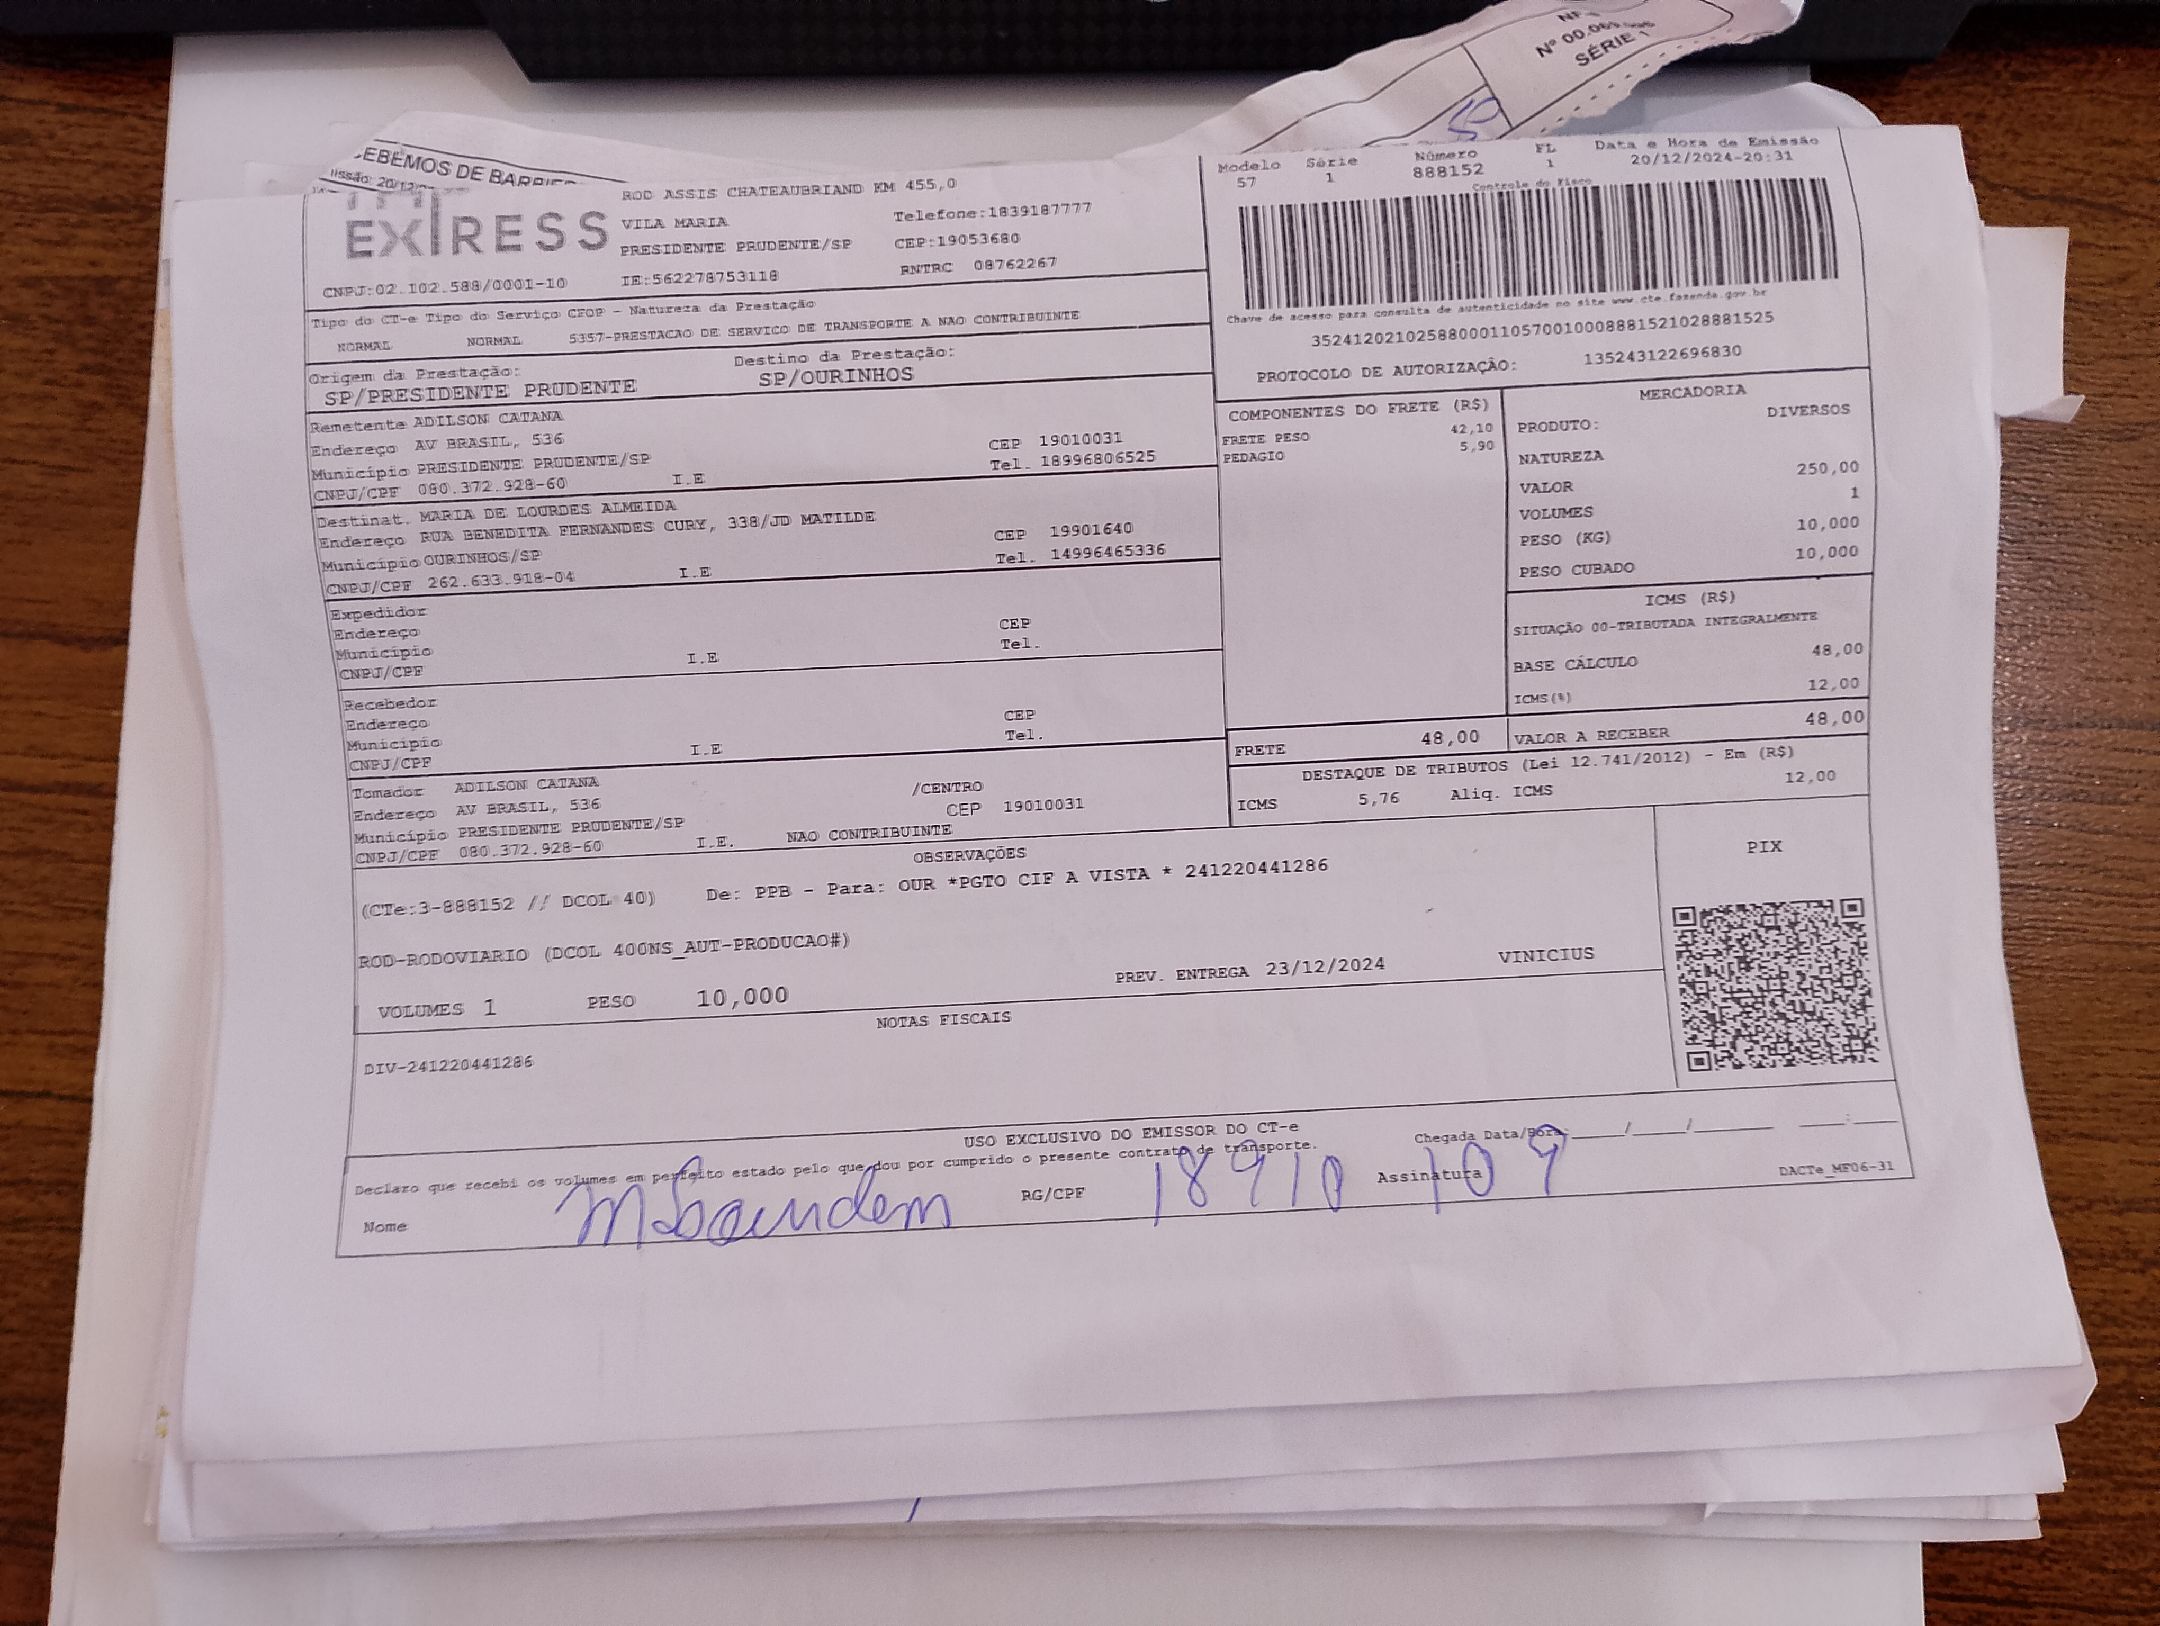 NF-
Nº 00.069.
SÉRIE 1
EBEMOS DE BARRIE
issão: 20/12/
EXPRESS
ROD ASSIS CHATEAUBRIAND KM 455,0
VILA MARIA Telefone:1839187777
PRESIDENTE PRUDENTE/SP CEP:19053680
CNPJ:02.102.588/0001-10 IE:562278753118 RNTRC 08762267
Modelo Série Número FL Data e Hora de Emissão
57 1 888152 1 20/12/2024-20:31
Controle do Fisco
Chave de acesso para consulta de autenticidade no site www.cte.fazenda.gov.br
35241202102588000110570010008881521028881525
PROTOCOLO DE AUTORIZAÇÃO: 135243122696830
Tipo do CT-e Tipo do Serviço CFOP - Natureza da Prestação
NORMAL NORMAL 5357-PRESTACAO DE SERVICO DE TRANSPORTE A NAO CONTRIBUINTE
Origem da Prestação: Destino da Prestação:
SP/PRESIDENTE PRUDENTE SP/OURINHOS
Remetente ADILSON CATANA
Endereço AV BRASIL, 536 CEP 19010031
Município PRESIDENTE PRUDENTE/SP Tel. 18996806525
CNPJ/CPF 080.372.928-60 I.E
Destinat. MARIA DE LOURDES ALMEIDA
Endereço RUA BENEDITA FERNANDES CURY, 338/JD MATILDE CEP 19901640
Município OURINHOS/SP Tel. 14996465336
CNPJ/CPF 262.633.918-04 I.E
Expedidor
Endereço CEP
Município Tel.
CNPJ/CPF I.E
Recebedor
Endereço CEP
Município Tel.
CNPJ/CPF I.E
Tomador ADILSON CATANA /CENTRO
Endereço AV BRASIL, 536 CEP 19010031
Município PRESIDENTE PRUDENTE/SP
CNPJ/CPF 080.372.928-60 I.E. NAO CONTRIBUINTE
COMPONENTES DO FRETE (R$)
FRETE PESO 42,10
PEDAGIO 5,90
MERCADORIA
PRODUTO: DIVERSOS
NATUREZA
VALOR 250,00
VOLUMES 1
PESO (KG) 10,000
PESO CUBADO 10,000
ICMS (R$)
SITUAÇÃO 00-TRIBUTADA INTEGRALMENTE
BASE CÁLCULO 48,00
ICMS(%) 12,00
FRETE 48,00 VALOR A RECEBER 48,00
DESTAQUE DE TRIBUTOS (Lei 12.741/2012) - Em (R$)
ICMS 5,76 Aliq. ICMS 12,00
OBSERVAÇÕES
(CTe:3-888152 // DCOL 40) De: PPB - Para: OUR *PGTO CIF A VISTA * 241220441286
ROD-RODOVIARIO (DCOL 400NS_AUT-PRODUCAO#)
PREV. ENTREGA 23/12/2024 VINICIUS
VOLUMES 1 PESO 10,000
PIX
NOTAS FISCAIS
DIV-241220441286
USO EXCLUSIVO DO EMISSOR DO CT-e
Declaro que recebi os volumes em perfeito estado pelo que dou por cumprido o presente contrato de transporte.
Chegada Data/Hora: ____/____/______ ___:___
Nome RG/CPF 18910 Assinatura 109
DACTe_MF06-31